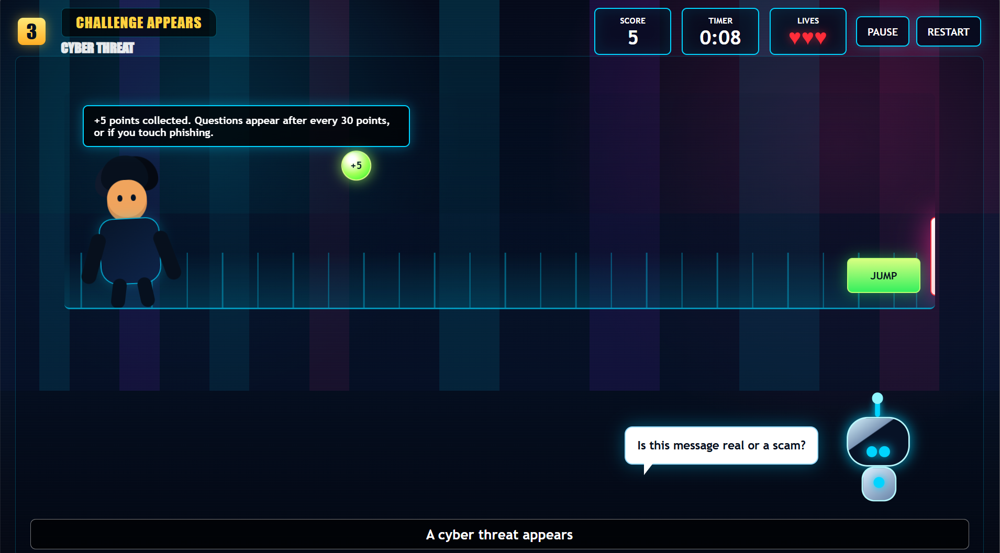 3
CHALLENGE APPEARS
CYBER THREAT
SCORE
5
TIMER
0:08
LIVES
PAUSE
RESTART
+5 points collected. Questions appear after every 30 points,
or if you touch phishing.
+5
JUMP
Is this message real or a scam?
A cyber threat appears